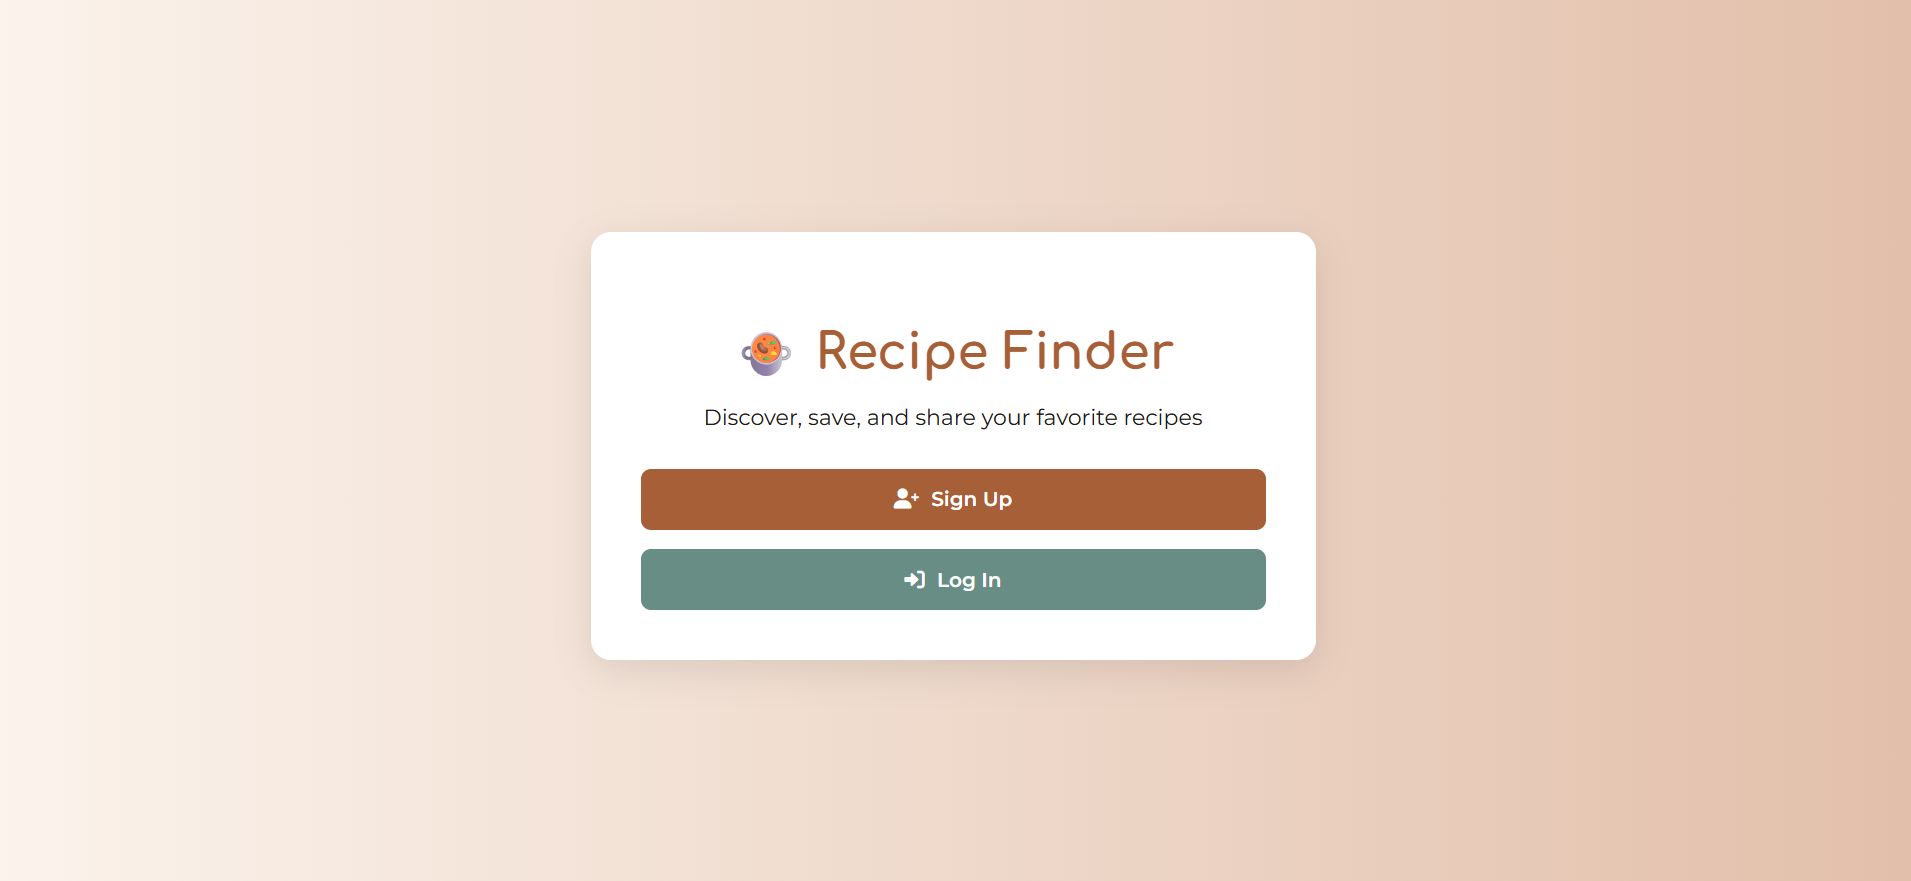 Recipe Finder
Discover, save, and share your favorite recipes
Sign Up
Log In